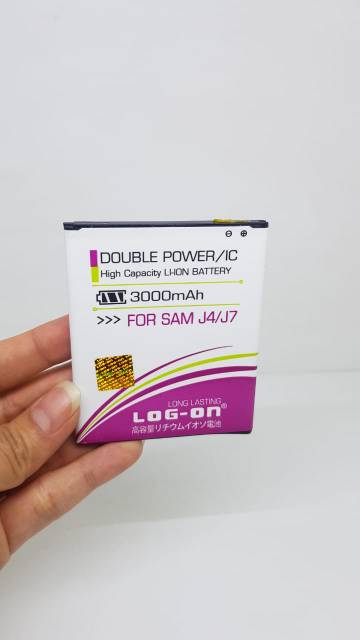 ⊖ ⊕
DOUBLE POWER/IC
High Capacity LI-ION BATTERY
3000mAh
>>> FOR SAM J4/J7
LONG LASTING
LOG-ON®
高容量リチウムイオソ電池